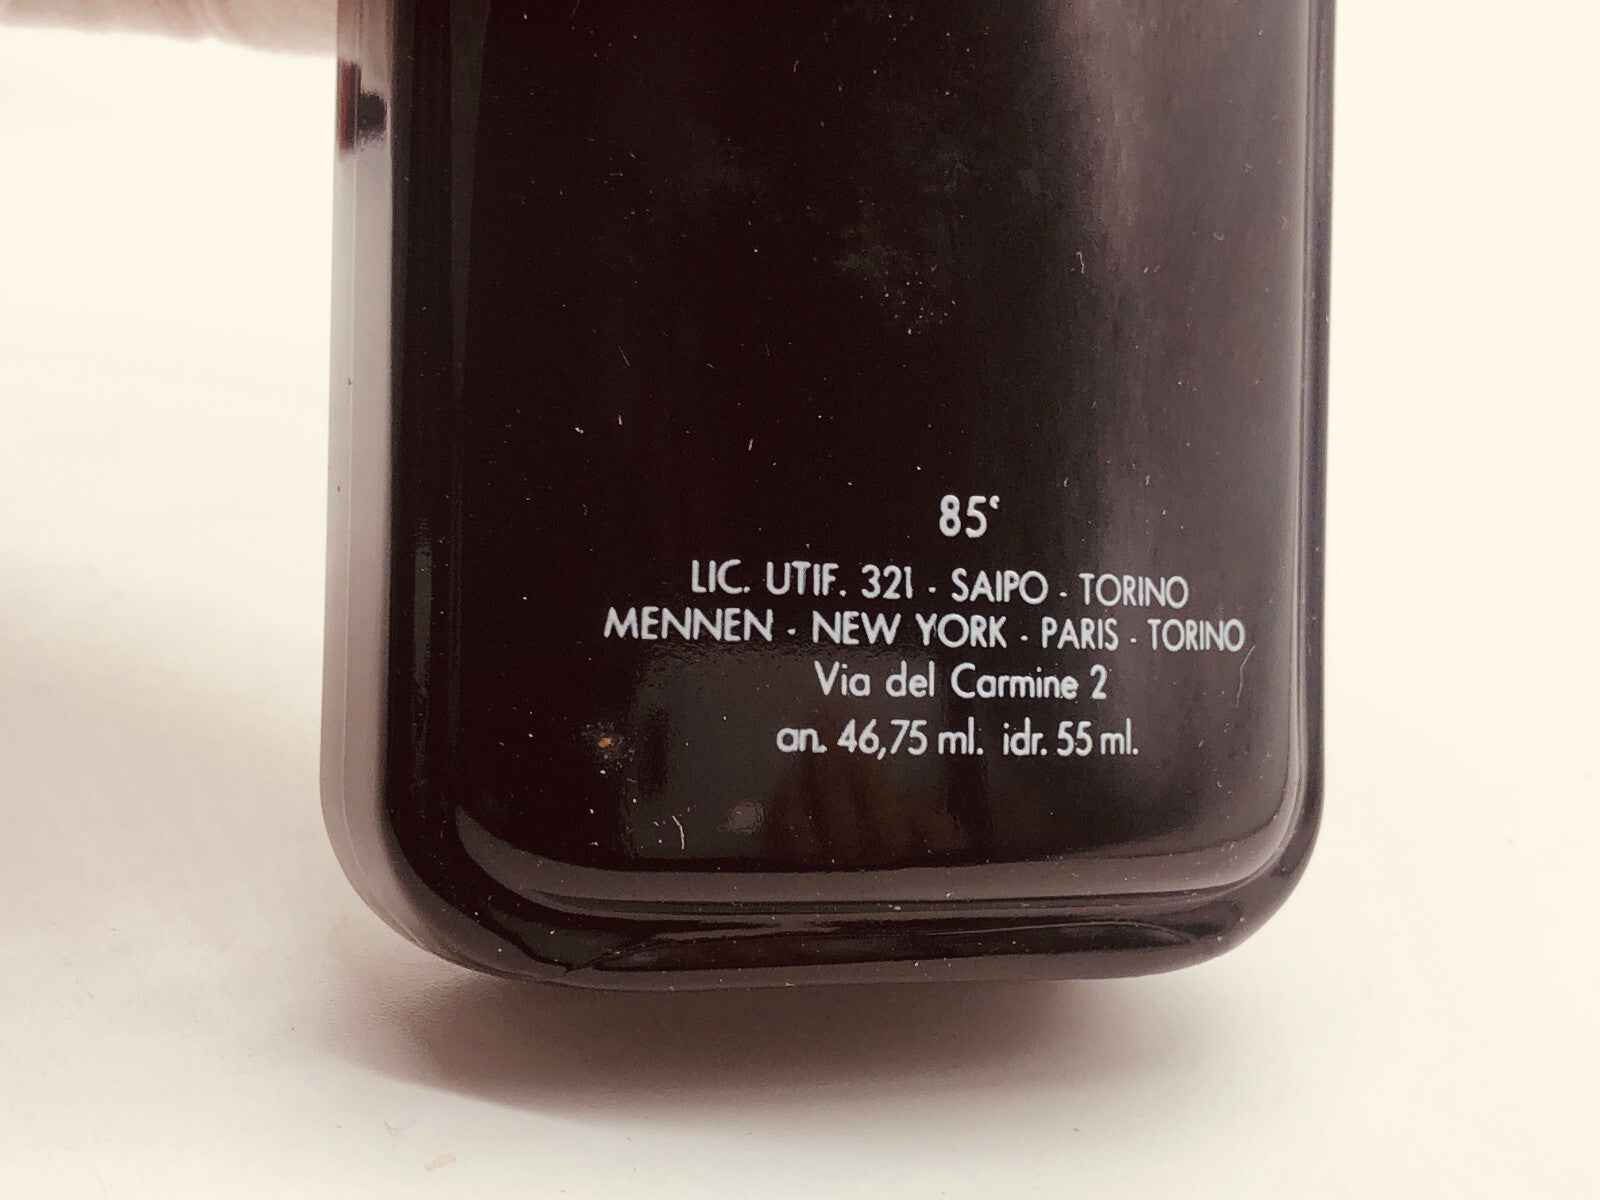 85°
LIC. UTIF. 321 - SAIPO - TORINO
MENNEN - NEW YORK - PARIS - TORINO
Via del Carmine 2
an. 46,75 ml. idr. 55 ml.